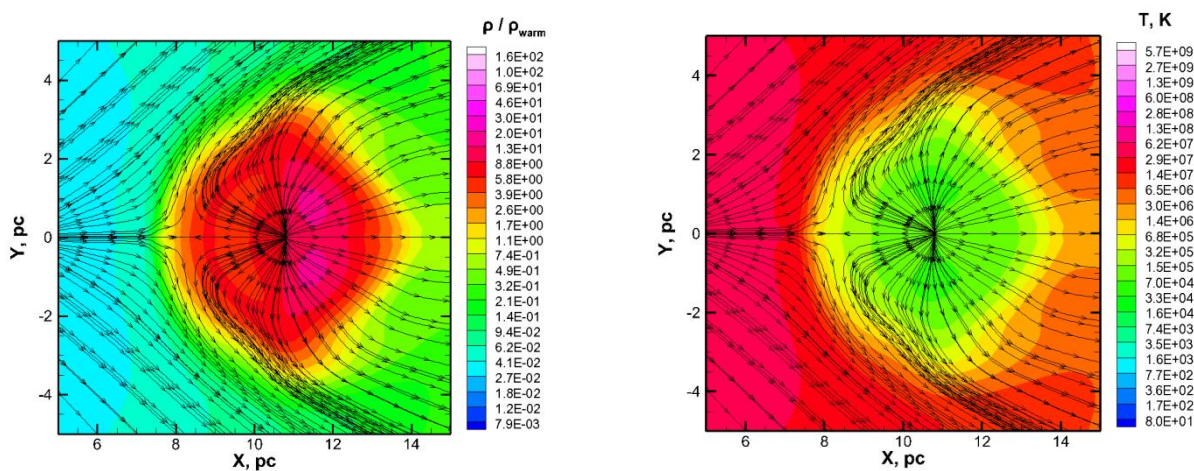 ρ / ρwarm
1.6E+02
1.0E+02
6.9E+01
4.6E+01
3.0E+01
2.0E+01
1.3E+01
8.8E+00
5.8E+00
3.9E+00
2.6E+00
1.7E+00
1.1E+00
7.4E-01
4.9E-01
3.2E-01
2.1E-01
1.4E-01
9.4E-02
6.2E-02
4.1E-02
2.7E-02
1.8E-02
1.2E-02
7.9E-03
Y, pc
4
2
0
-2
-4
6 8 10 12 14
X, pc
T, K
5.7E+09
2.7E+09
1.3E+09
6.0E+08
2.8E+08
1.3E+08
6.2E+07
2.9E+07
1.4E+07
6.5E+06
3.0E+06
1.4E+06
6.8E+05
3.2E+05
1.5E+05
7.0E+04
3.3E+04
1.6E+04
7.4E+03
3.5E+03
1.6E+03
7.7E+02
3.6E+02
1.7E+02
8.0E+01
Y, pc
4
2
0
-2
-4
6 8 10 12 14
X, pc